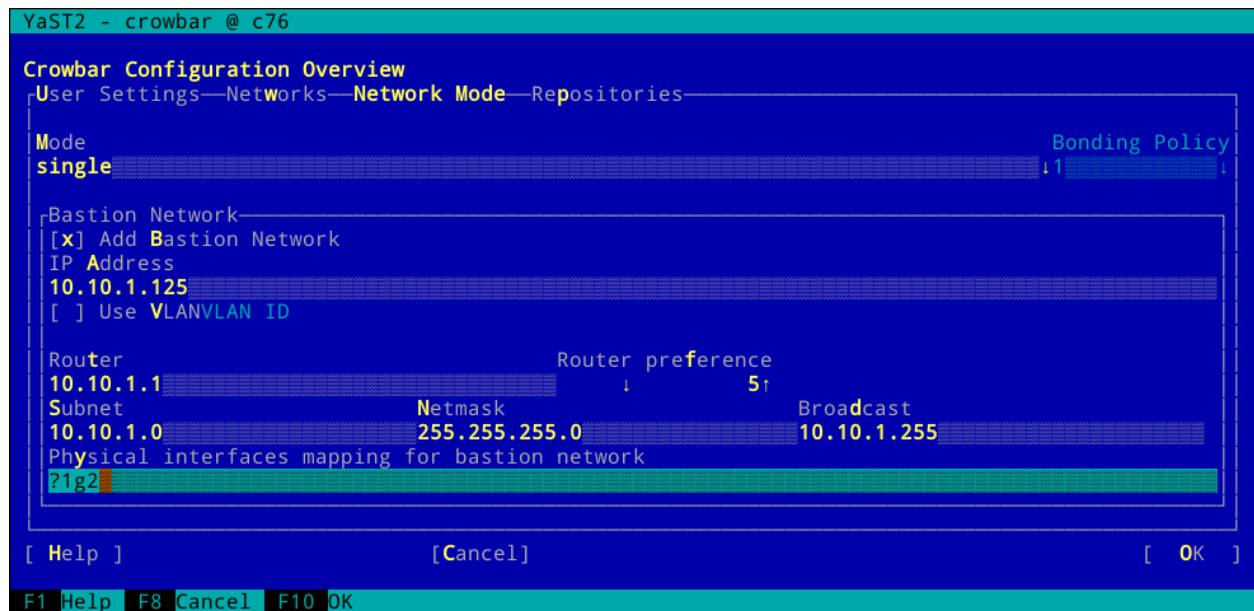 YaST2 - crowbar @ c76
Crowbar Configuration Overview
User Settings—Networks—Network Mode—Repositories
Mode Bonding Policy
single↓1↓
Bastion Network
[x] Add Bastion Network
IP Address
10.10.1.125
[ ] Use VLANVLAN ID
Router Router preference
10.10.1.1 ↓ 5↑
Subnet Netmask Broadcast
10.10.1.0 255.255.255.0 10.10.1.255
Physical interfaces mapping for bastion network
?1g2
[ Help ] [Cancel] [ OK ]
F1 Help F8 Cancel F10 OK